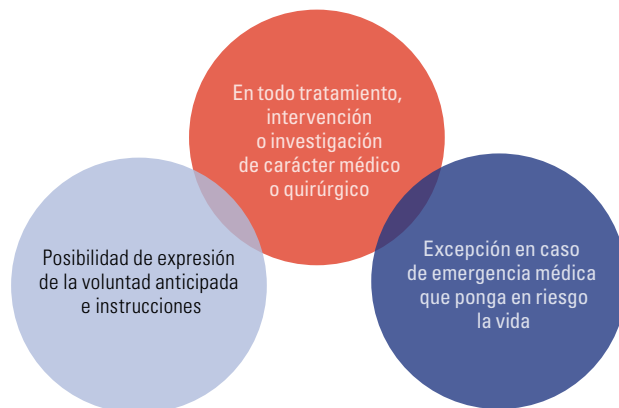 En todo tratamiento,
intervención
o investigación
de carácter médico
o quirúrgico
Posibilidad de expresión
de la voluntad anticipada
e instrucciones
Excepción en caso
de emergencia médica
que ponga en riesgo
la vida